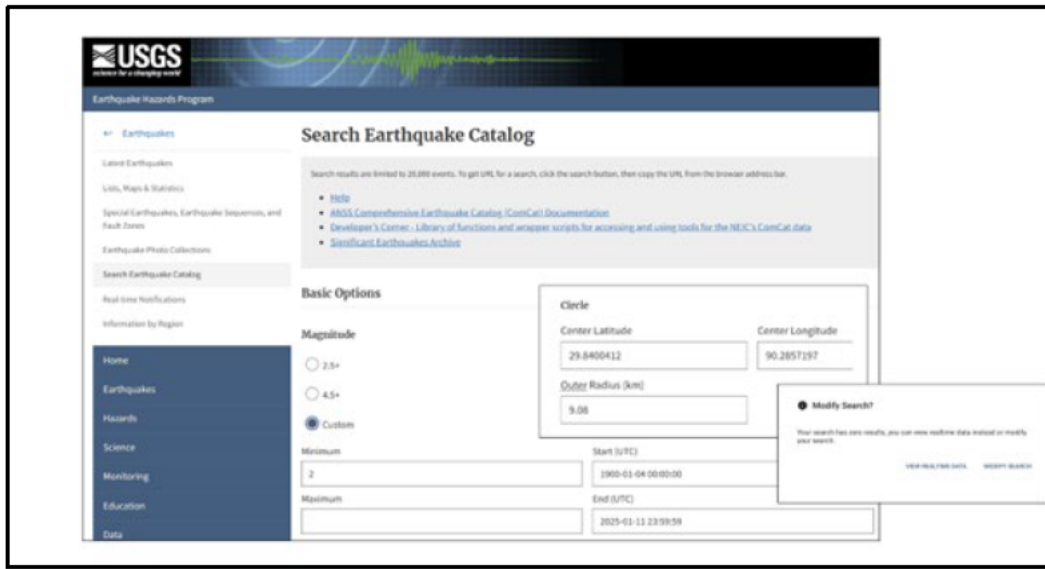 USGS
science for a changing world
Earthquake Hazards Program
← Earthquakes
Latest Earthquakes
Lists, Maps & Statistics
Special Earthquakes, Earthquake Sequences, and
Fault Zones
Earthquake Photo Collections
Search Earthquake Catalog
Real-time Notifications
Information by Region
Home
Earthquakes
Hazards
Science
Monitoring
Education
Data
Search Earthquake Catalog
Search results are limited to 20,000 events. To get URL for a search, click the search button, then copy the URL from the browser address bar.
Help
ANSS Comprehensive Earthquake Catalog (ComCat) Documentation
Developer's Corner - Library of functions and wrapper scripts for accessing and using tools for the NEIC's ComCat data
Significant Earthquakes Archive
Basic Options
Magnitude
2.5+
4.5+
Custom
Minimum
2
Maximum
Circle
Center Latitude
Center Longitude
29.8400412
90.2857197
Outer Radius (km)
9.08
Start (UTC)
1900-01-04 00:00:00
End (UTC)
2025-01-11 23:59:59
Modify Search?
Your search has zero results, you can view realtime data instead or modify
your search.
VIEW REALTIME DATA
MODIFY SEARCH